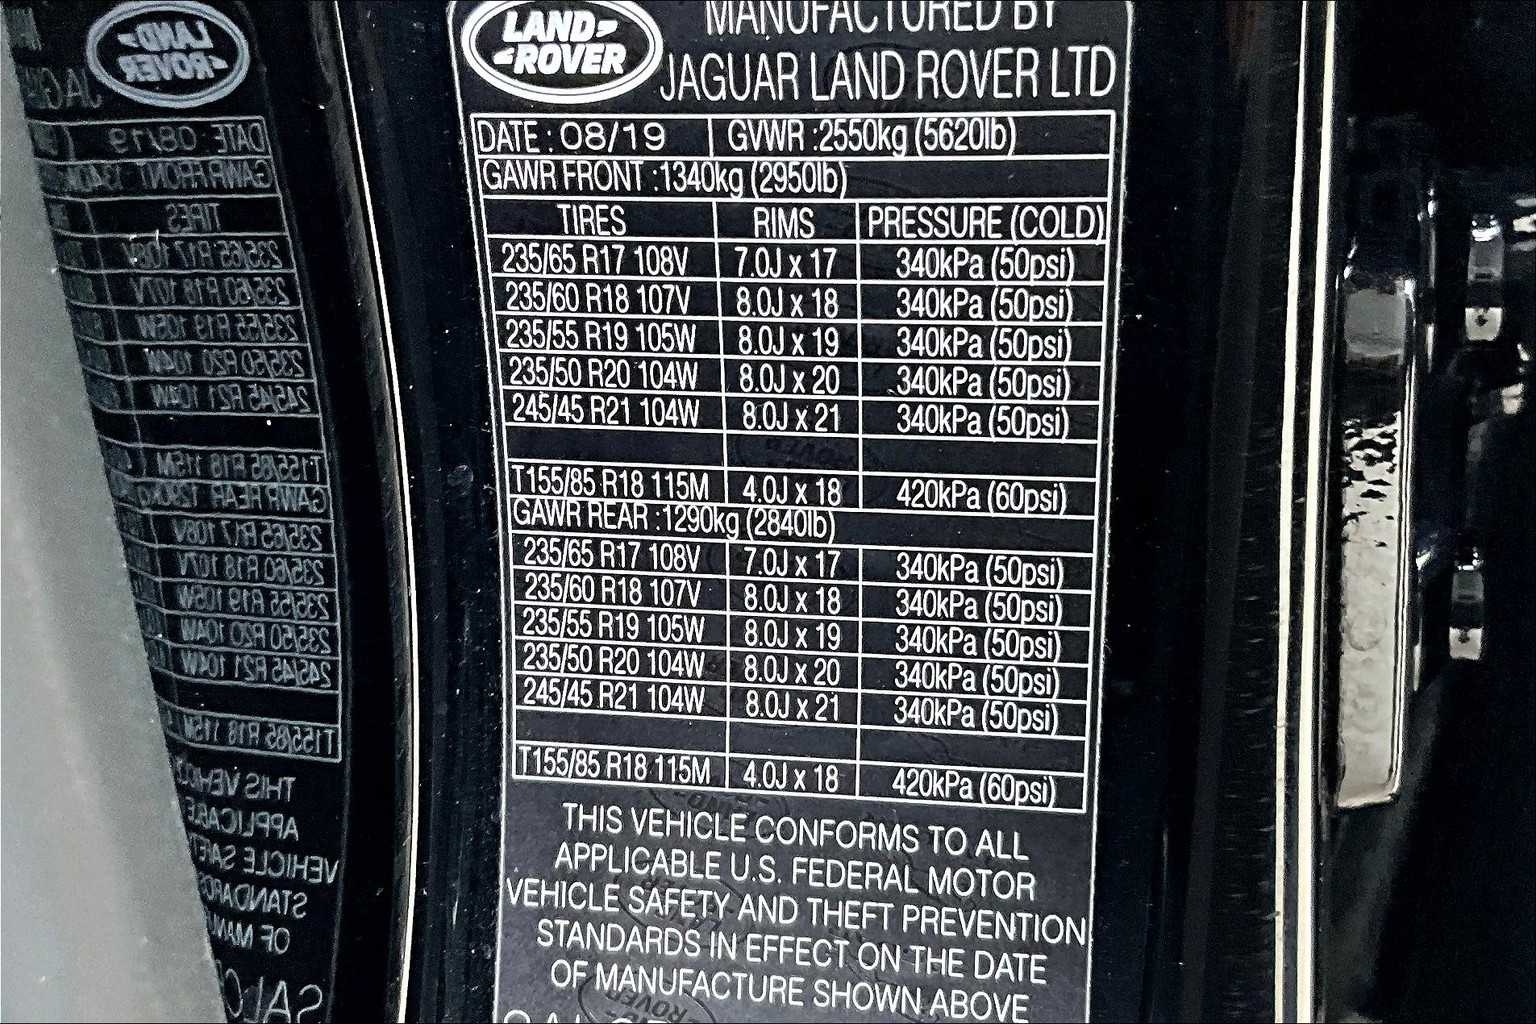 LAND ROVER
MANUFACTURED BY
JAGUAR LAND ROVER LTD
DATE : 08/19 GVWR :2550kg (5620lb)
GAWR FRONT :1340kg (2950lb)
TIRES RIMS PRESSURE (COLD)
235/65 R17 108V 7.0J x 17 340kPa (50psi)
235/60 R18 107V 8.0J x 18 340kPa (50psi)
235/55 R19 105W 8.0J x 19 340kPa (50psi)
235/50 R20 104W 8.0J x 20 340kPa (50psi)
245/45 R21 104W 8.0J x 21 340kPa (50psi)
T155/85 R18 115M 4.0J x 18 420kPa (60psi)
GAWR REAR :1290kg (2840lb)
235/65 R17 108V 7.0J x 17 340kPa (50psi)
235/60 R18 107V 8.0J x 18 340kPa (50psi)
235/55 R19 105W 8.0J x 19 340kPa (50psi)
235/50 R20 104W 8.0J x 20 340kPa (50psi)
245/45 R21 104W 8.0J x 21 340kPa (50psi)
T155/85 R18 115M 4.0J x 18 420kPa (60psi)
THIS VEHICLE CONFORMS TO ALL
APPLICABLE U.S. FEDERAL MOTOR
VEHICLE SAFETY AND THEFT PREVENTION
STANDARDS IN EFFECT ON THE DATE
OF MANUFACTURE SHOWN ABOVE